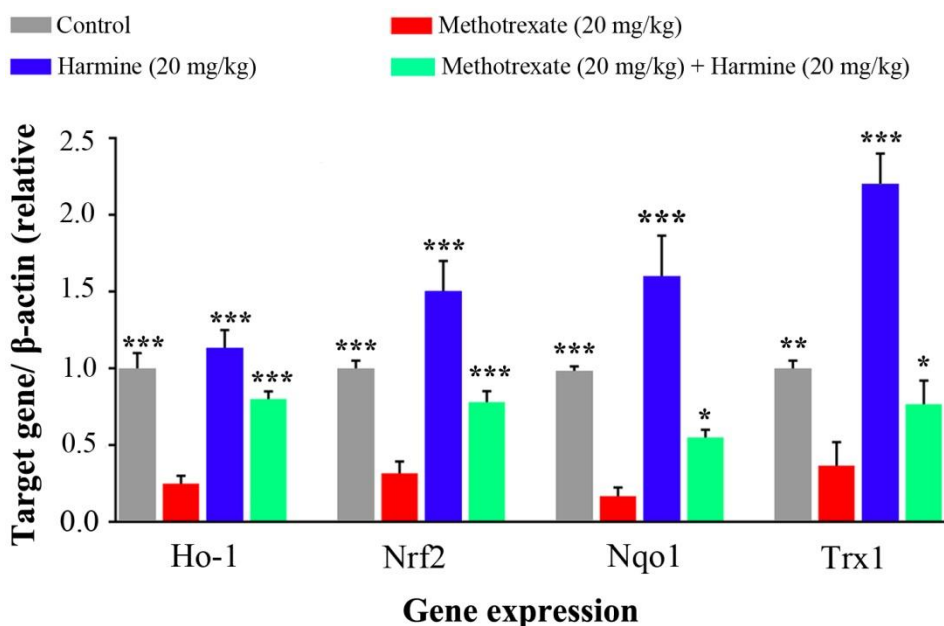 Control
Methotrexate (20 mg/kg)
Harmine (20 mg/kg)
Methotrexate (20 mg/kg) + Harmine (20 mg/kg)
Target gene/ β-actin (relative
2.5
2.0
1.5
1.0
0.5
0.0
*** *** ***
*** *** ***
*** *** *
** *** *
Ho-1 Nrf2 Nqo1 Trx1
Gene expression